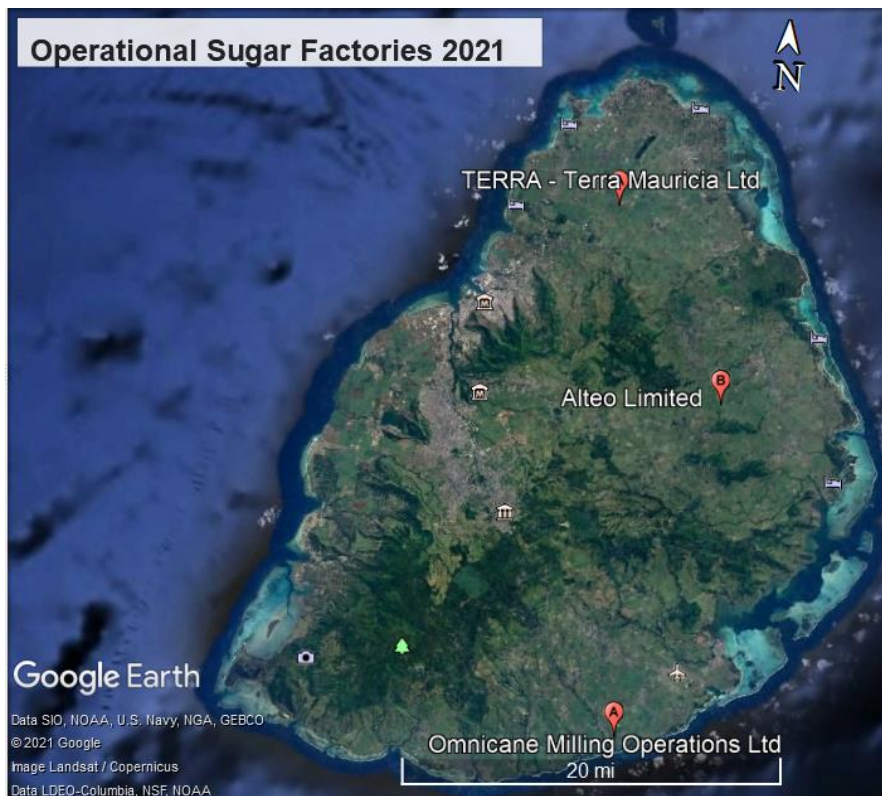 Operational Sugar Factories 2021
N
TERRA - Terra Mauricia Ltd
M
B
Alteo Limited
M
A
Omnicane Milling Operations Ltd
20 mi
Google Earth
Data SIO, NOAA, U.S. Navy, NGA, GEBCO
© 2021 Google
Image Landsat / Copernicus
Data LDEO-Columbia, NSF, NOAA